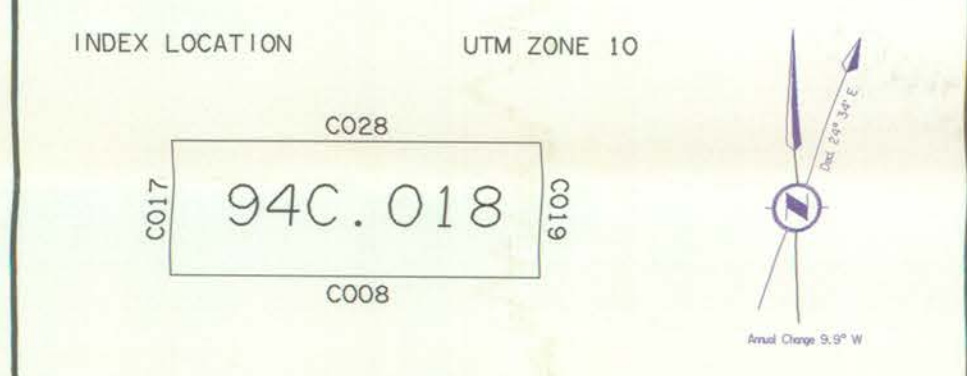 INDEX LOCATION
UTM ZONE 10
C028
C017
94C.018
C019
C008
Decl 24° 34' E
Annual Change 9.9° W